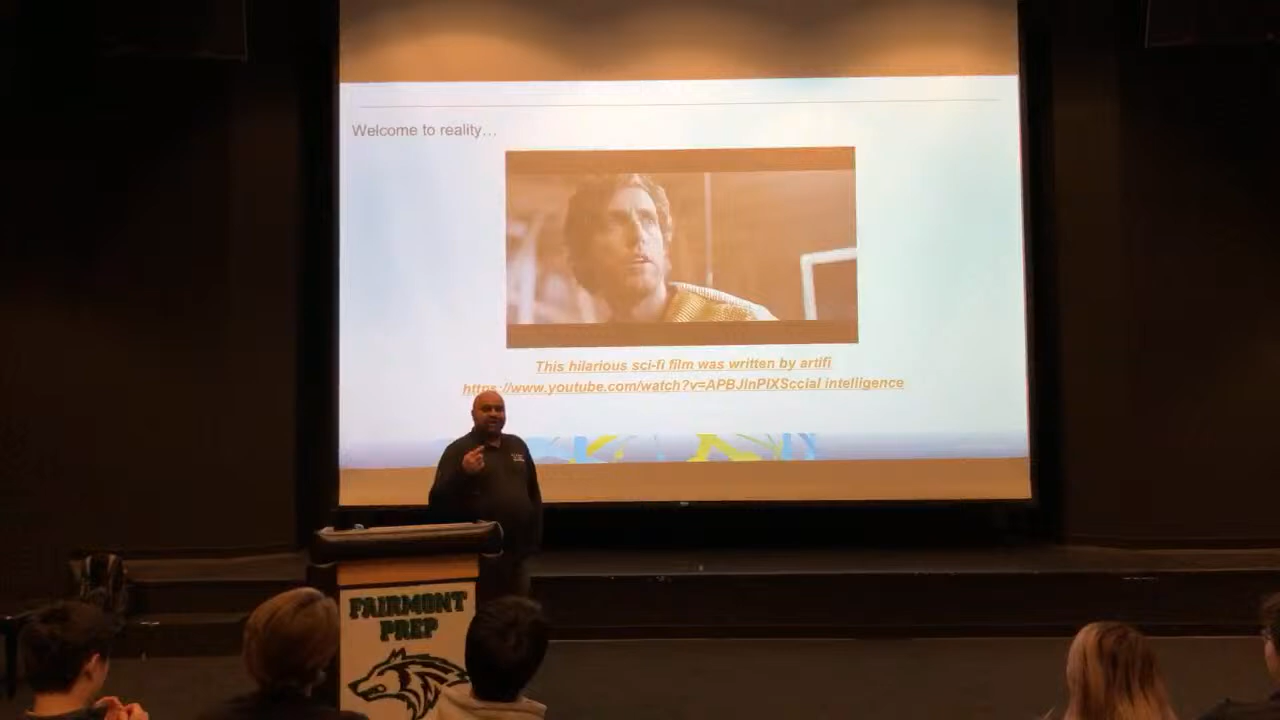 Welcome to reality...
This hilarious sci-fi film was written by artifi
https://www.youtube.com/watch?v=APBJInPIXSccial intelligence
FAIRMONT
PREP